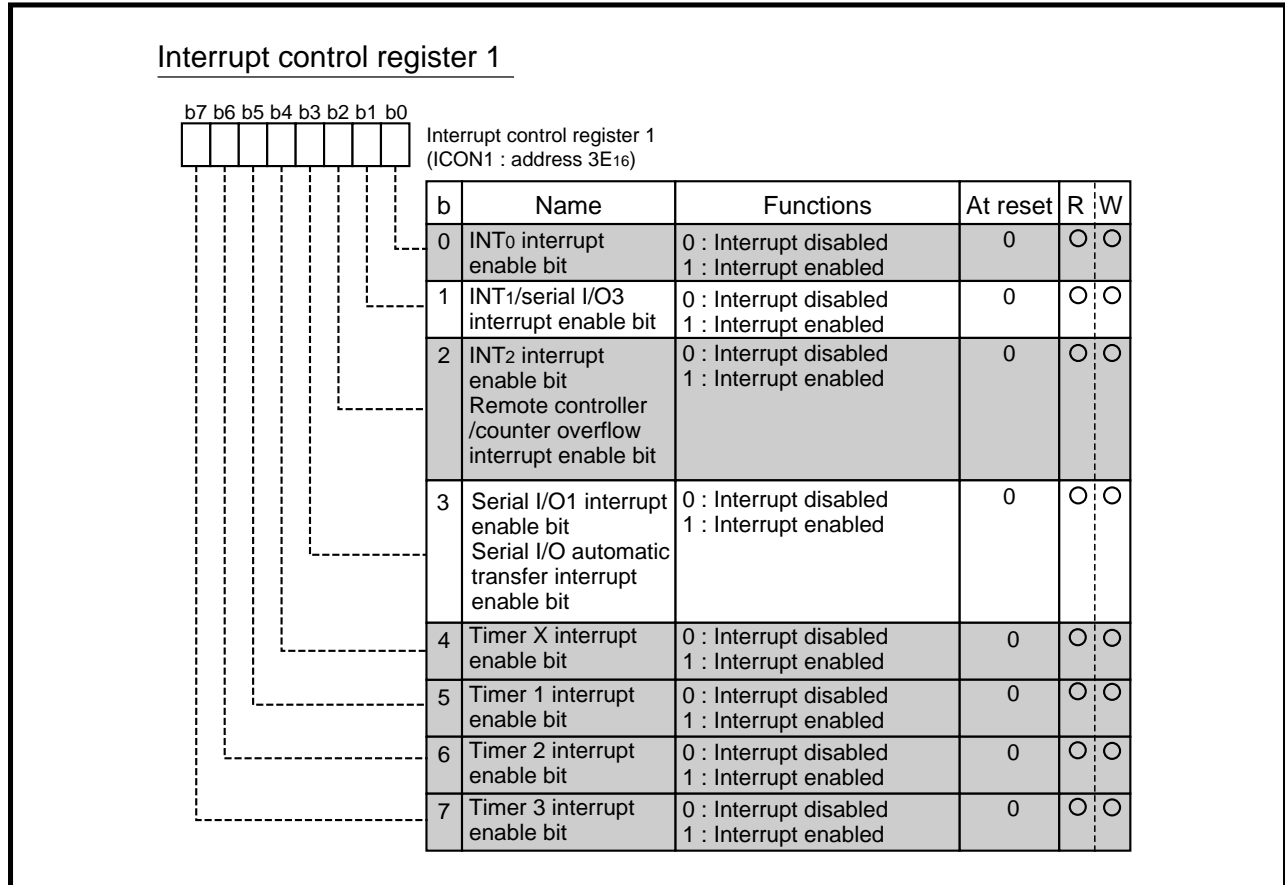 Interrupt control register 1
b7 b6 b5 b4 b3 b2 b1 b0
Interrupt control register 1
(ICON1 : address 3E16)
b Name Functions At reset R W
0 INT0 interrupt enable bit 0 : Interrupt disabled 1 : Interrupt enabled 0 O O
1 INT1/serial I/O3 interrupt enable bit 0 : Interrupt disabled 1 : Interrupt enabled 0 O O
2 INT2 interrupt enable bit Remote controller /counter overflow interrupt enable bit 0 : Interrupt disabled 1 : Interrupt enabled 0 O O
3 Serial I/O1 interrupt enable bit Serial I/O automatic transfer interrupt enable bit 0 : Interrupt disabled 1 : Interrupt enabled 0 O O
4 Timer X interrupt enable bit 0 : Interrupt disabled 1 : Interrupt enabled 0 O O
5 Timer 1 interrupt enable bit 0 : Interrupt disabled 1 : Interrupt enabled 0 O O
6 Timer 2 interrupt enable bit 0 : Interrupt disabled 1 : Interrupt enabled 0 O O
7 Timer 3 interrupt enable bit 0 : Interrupt disabled 1 : Interrupt enabled 0 O O